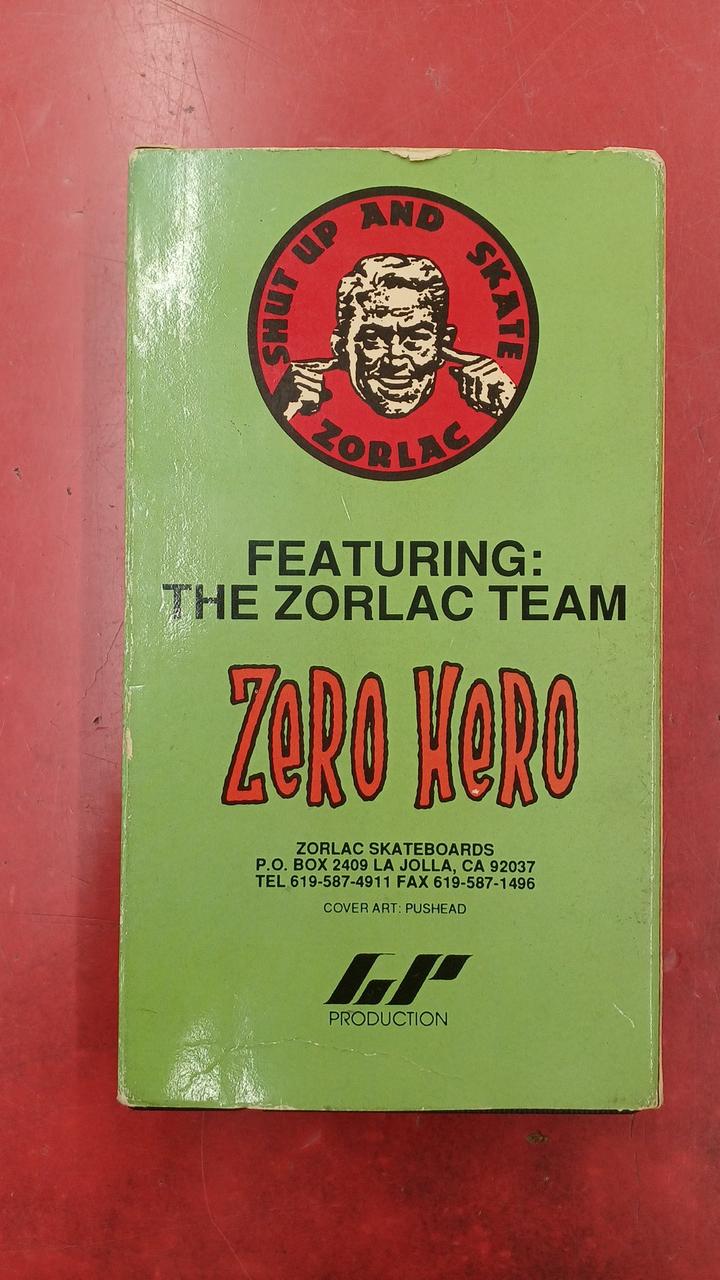 SHUT UP AND SKATE
ZORLAC
FEATURING:
THE ZORLAC TEAM
ZeRO HeRO
ZORLAC SKATEBOARDS
P.O. BOX 2409 LA JOLLA, CA 92037
TEL 619-587-4911 FAX 619-587-1496
COVER ART: PUSHEAD
PRODUCTION